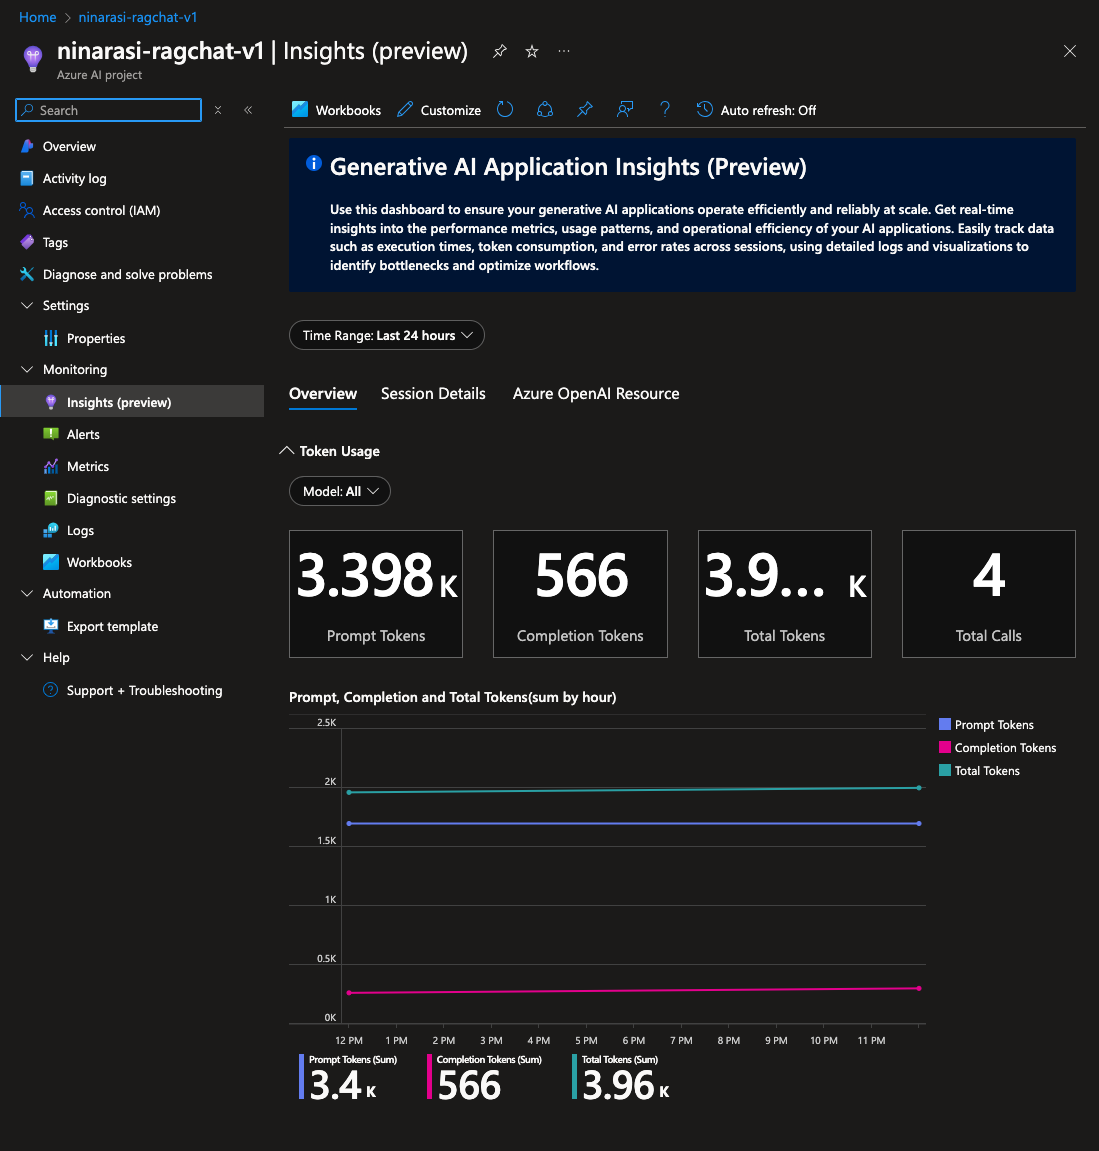 Home > ninarasi-ragchat-v1
ninarasi-ragchat-v1 | Insights (preview)
Azure AI project
Search
Overview
Activity log
Access control (IAM)
Tags
Diagnose and solve problems
Settings
Properties
Monitoring
Insights (preview)
Alerts
Metrics
Diagnostic settings
Logs
Workbooks
Automation
Export template
Help
Support + Troubleshooting
Workbooks Customize Auto refresh: Off
Generative AI Application Insights (Preview)
Use this dashboard to ensure your generative AI applications operate efficiently and reliably at scale. Get real-time
insights into the performance metrics, usage patterns, and operational efficiency of your AI applications. Easily track data
such as execution times, token consumption, and error rates across sessions, using detailed logs and visualizations to
identify bottlenecks and optimize workflows.
Time Range: Last 24 hours
Overview Session Details Azure OpenAI Resource
Token Usage
Model: All
3.398 K
Prompt Tokens
566
Completion Tokens
3.9... K
Total Tokens
4
Total Calls
Prompt, Completion and Total Tokens(sum by hour)
2.5K
2K
1.5K
1K
0.5K
0K
12 PM 1 PM 2 PM 3 PM 4 PM 5 PM 6 PM 7 PM 8 PM 9 PM 10 PM 11 PM
Prompt Tokens
Completion Tokens
Total Tokens
Prompt Tokens (Sum)
3.4 K
Completion Tokens (Sum)
566
Total Tokens (Sum)
3.96 K